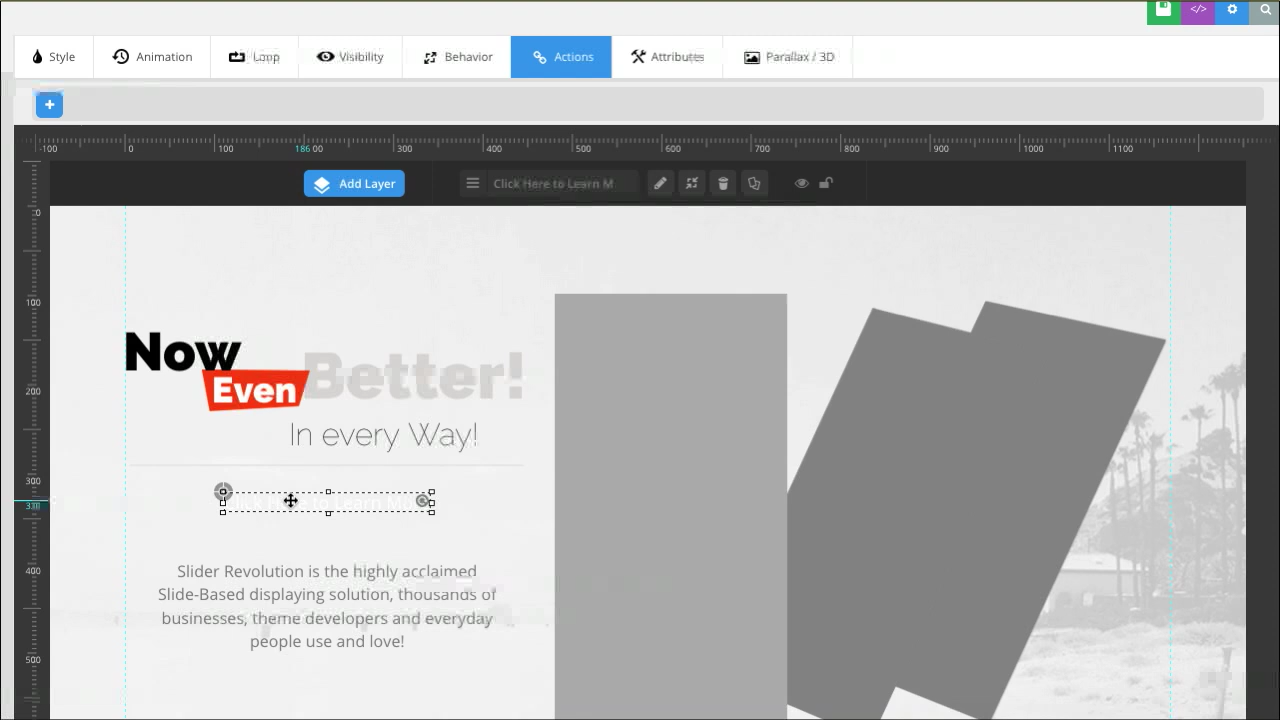 </>
Style Animation Loop Visibility Behavior Actions Attributes Parallax / 3D
+
-100 0 100 186 00 300 400 500 600 700 800 900 1000 1100
Add Layer Click Here to Learn M
0
100
Now
Better!
200
Even
In every Way!
300
400
Slider Revolution is the highly acclaimed
Slide-Based displaying solution, thousands of
businesses, theme developers and everyday
people use and love!
500